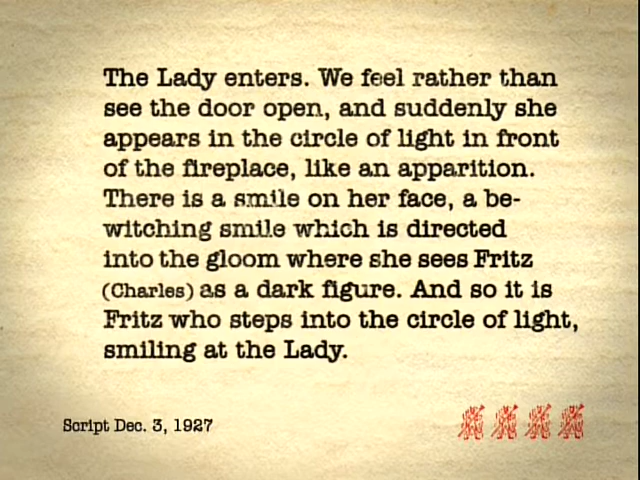 The Lady enters. We feel rather than
see the door open, and suddenly she
appears in the circle of light in front
of the fireplace, like an apparition.
There is a smile on her face, a be-
witching smile which is directed
into the gloom where she sees Fritz
(Charles) as a dark figure. And so it is
Fritz who steps into the circle of light,
smiling at the Lady.
Script Dec. 3, 1927